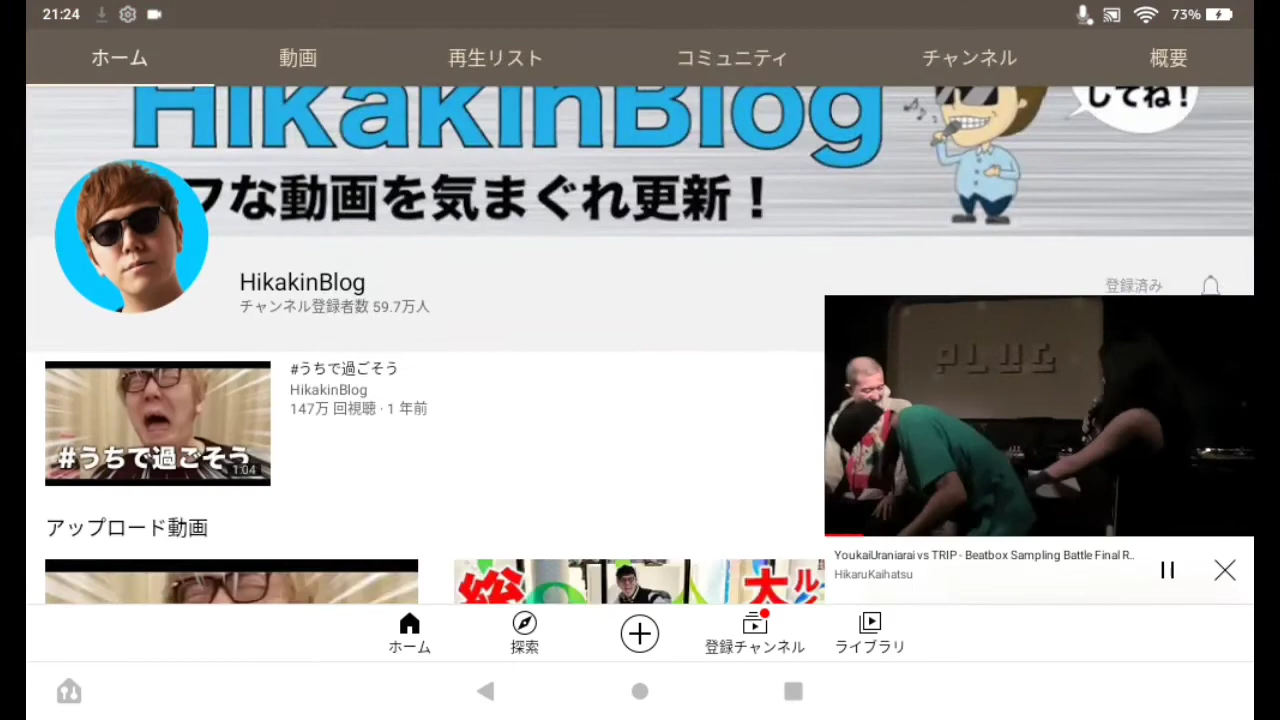 21:24
73%
ホーム
動画
再生リスト
コミュニティ
チャンネル
概要
HikakinBlog
してね！
フな動画を気まぐれ更新！
HikakinBlog
チャンネル登録者数 59.7万人
登録済み
PLUG
#うちで過ごそう
HikakinBlog
147万 回視聴 · 1 年前
#うちで過ごそう
1:04
アップロード動画
YoukaiUraniarai vs TRIP - Beatbox Sampling Battle Final R..
HikaruKaihatsu
総
大
ホーム
探索
登録チャンネル
ライブラリ